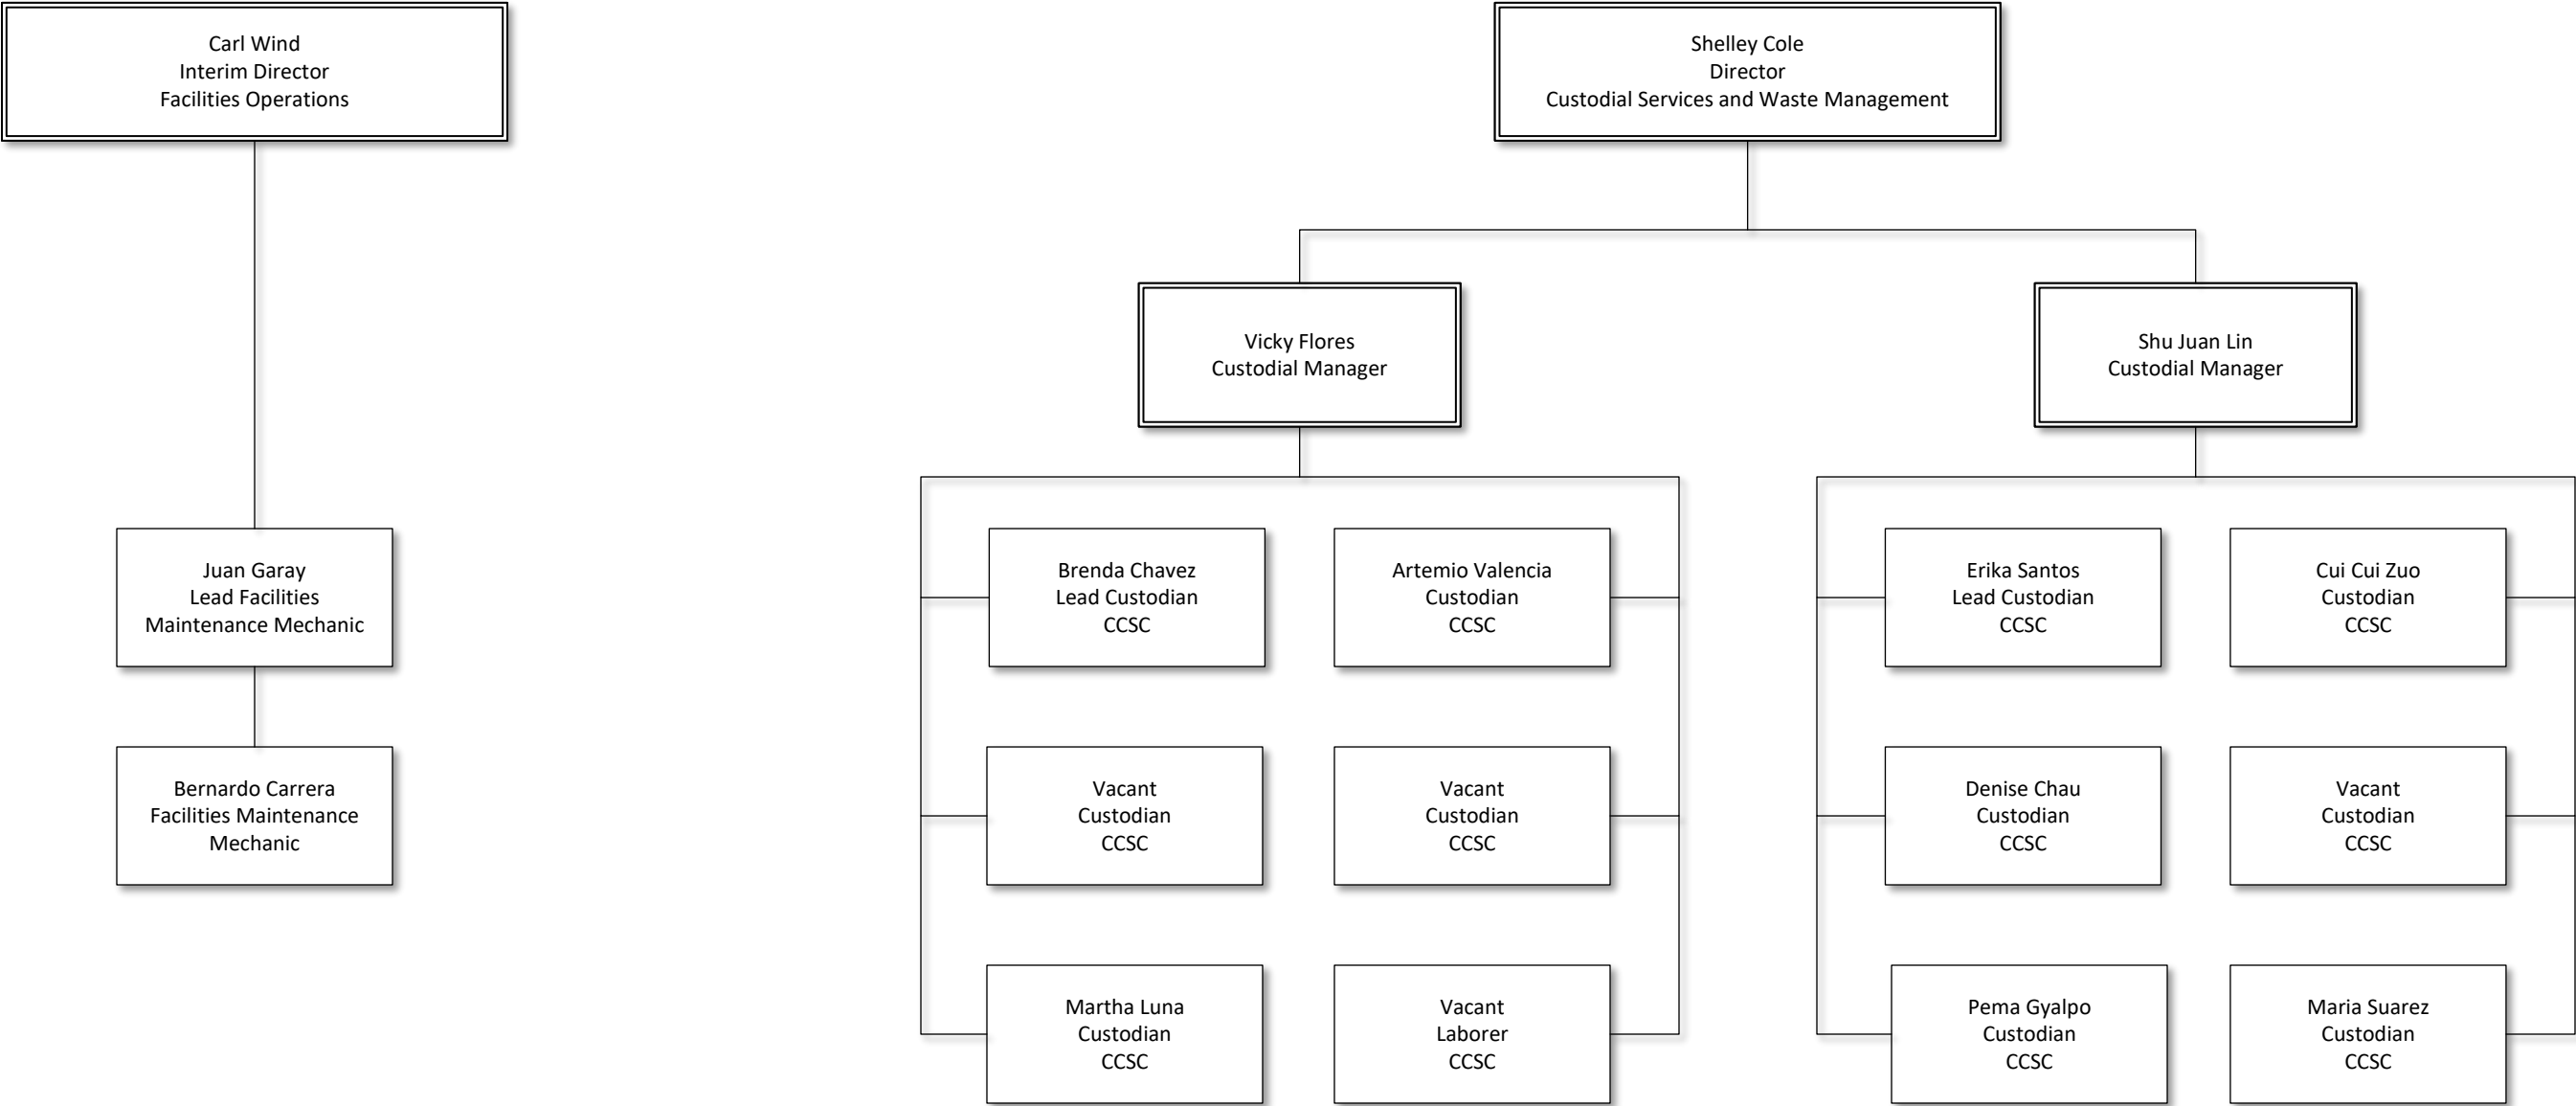 Carl Wind
Interim Director
Facilities Operations
Shelley Cole
Director
Custodial Services and Waste Management
Vicky Flores
Custodial Manager
Shu Juan Lin
Custodial Manager
Juan Garay
Lead Facilities
Maintenance Mechanic
Brenda Chavez
Lead Custodian
CCSC
Artemio Valencia
Custodian
CCSC
Erika Santos
Lead Custodian
CCSC
Cui Cui Zuo
Custodian
CCSC
Bernardo Carrera
Facilities Maintenance
Mechanic
Vacant
Custodian
CCSC
Vacant
Custodian
CCSC
Denise Chau
Custodian
CCSC
Vacant
Custodian
CCSC
Martha Luna
Custodian
CCSC
Vacant
Laborer
CCSC
Pema Gyalpo
Custodian
CCSC
Maria Suarez
Custodian
CCSC